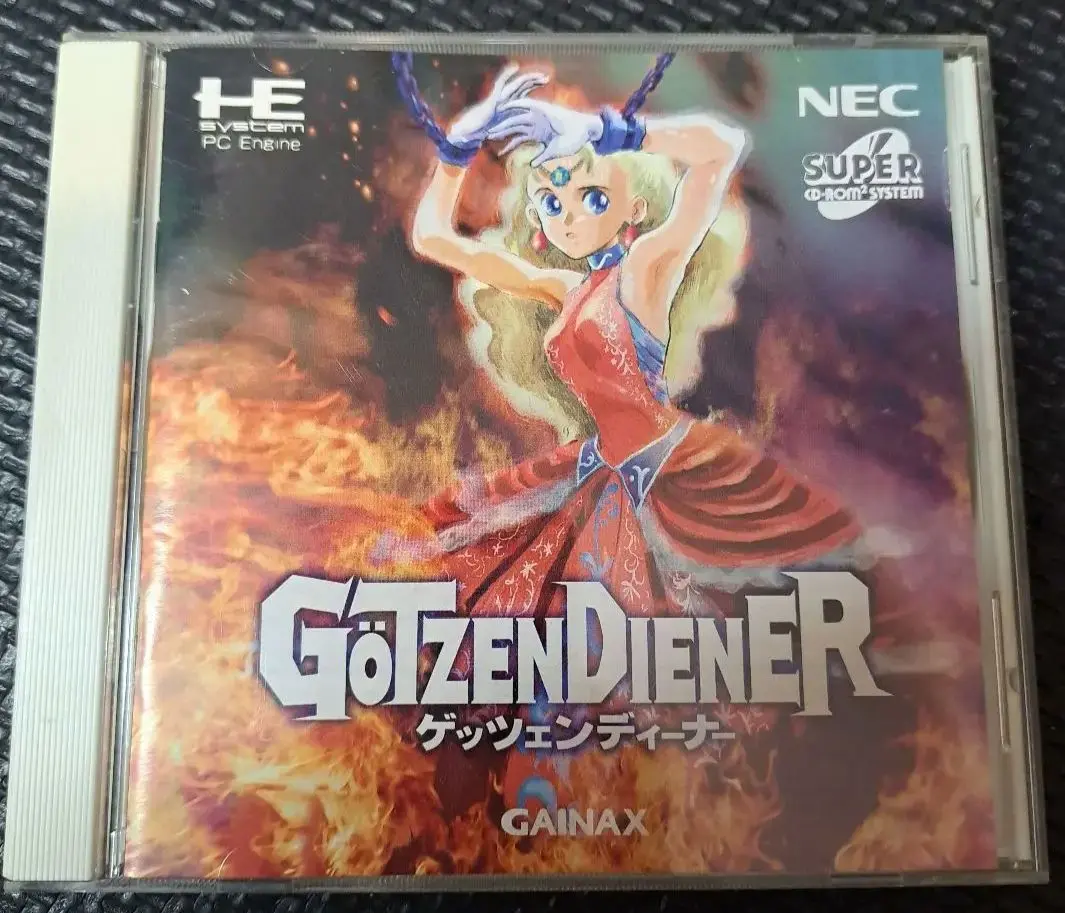 HE
system
PC Engine
NEC
SUPER
CD-ROM² SYSTEM
GÖTZENDIENER
ゲッツェンディーナー
GAINAX